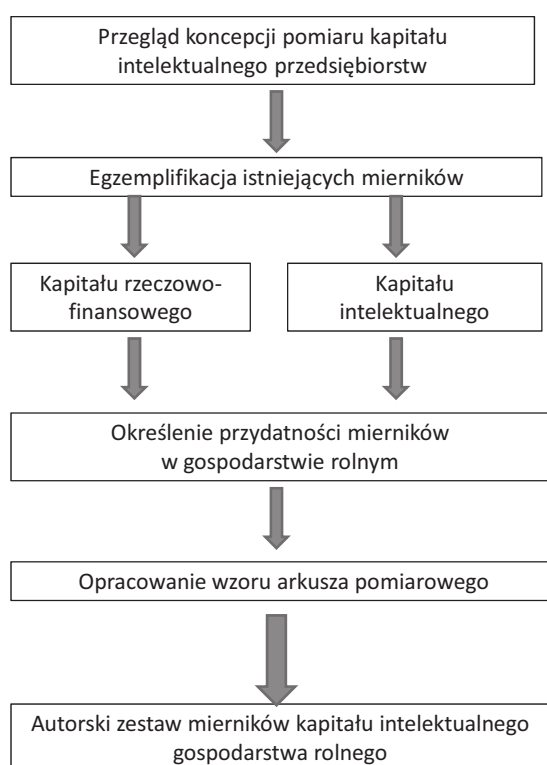 Przegląd koncepcji pomiaru kapitału
intelektualnego przedsiębiorstw
Egzemplifikacja istniejących mierników
Kapitału rzeczowo-
finansowego
Kapitału
intelektualnego
Określenie przydatności mierników
w gospodarstwie rolnym
Opracowanie wzoru arkusza pomiarowego
Autorski zestaw mierników kapitału intelektualnego
gospodarstwa rolnego